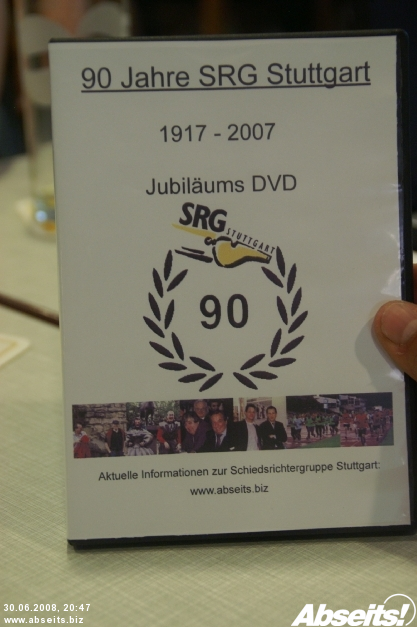 90 Jahre SRG Stuttgart
1917 - 2007
Jubiläums DVD
SRG
STUTTGART
90
Aktuelle Informationen zur Schiedsrichtergruppe Stuttgart:
www.abseits.biz
30.06.2008, 20:47
www.abseits.biz
Abseits!